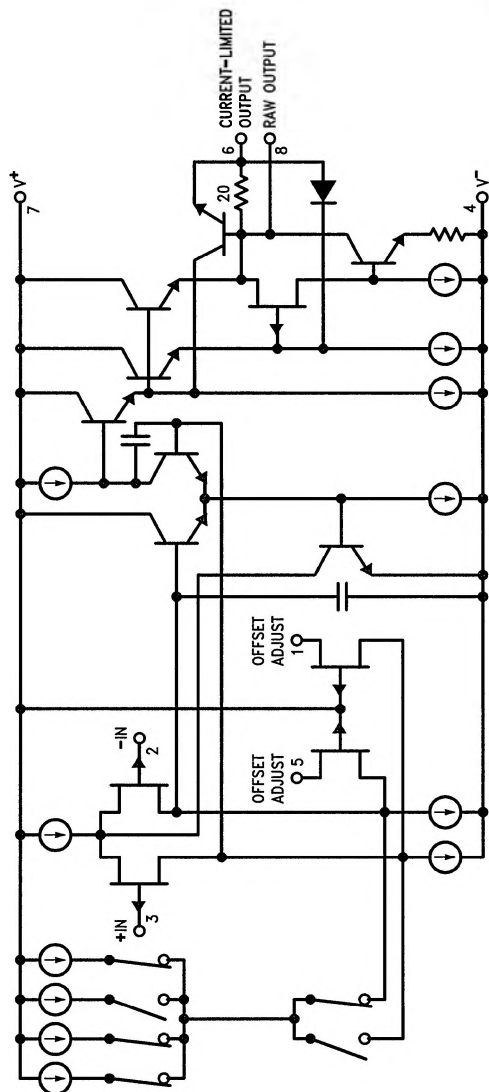 V+
7
CURRENT-LIMITED
OUTPUT
6
RAW OUTPUT
8
20
V-
4
-IN
2
+IN
3
OFFSET
ADJUST
1
OFFSET
ADJUST
5